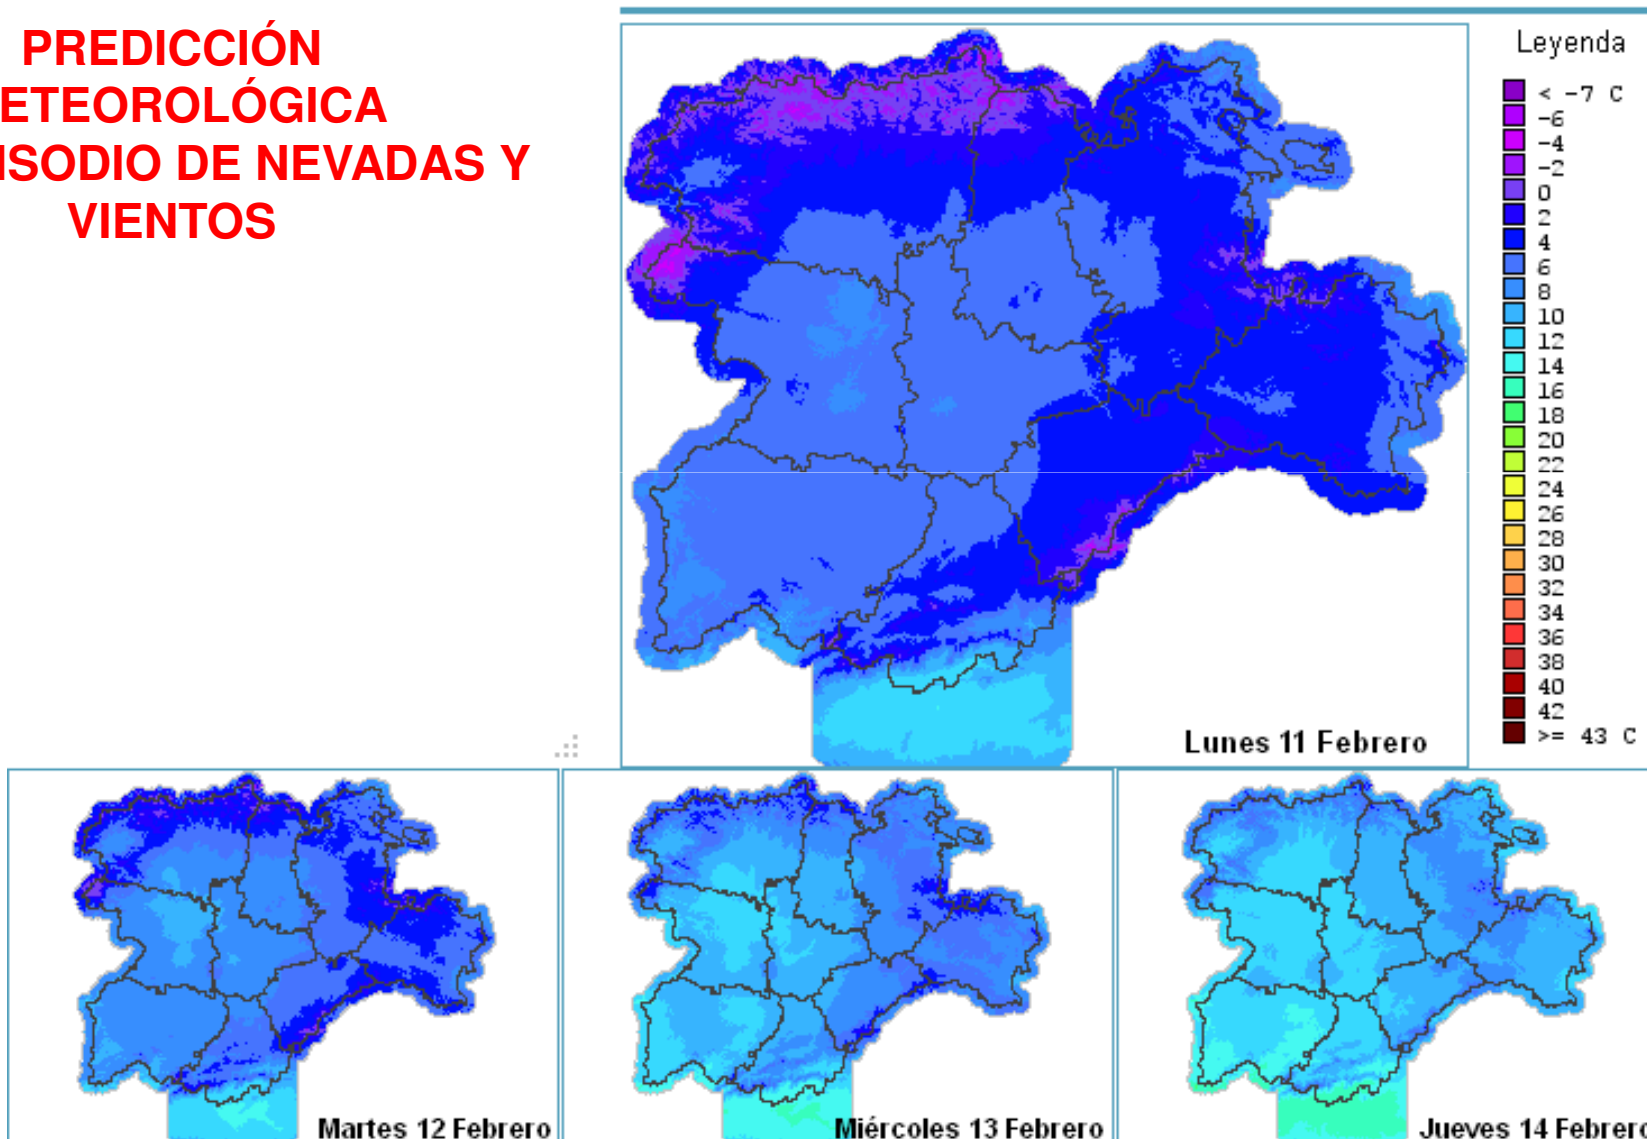 PREDICCIÓN
ETEOROLÓGICA
ISODIO DE NEVADAS Y
VIENTOS
Leyenda
< -7 C
-6
-4
-2
0
2
4
6
8
10
12
14
16
18
20
22
24
26
28
30
32
34
36
38
40
42
>= 43 C
Lunes 11 Febrero
Martes 12 Febrero
Miércoles 13 Febrero
Jueves 14 Febrero